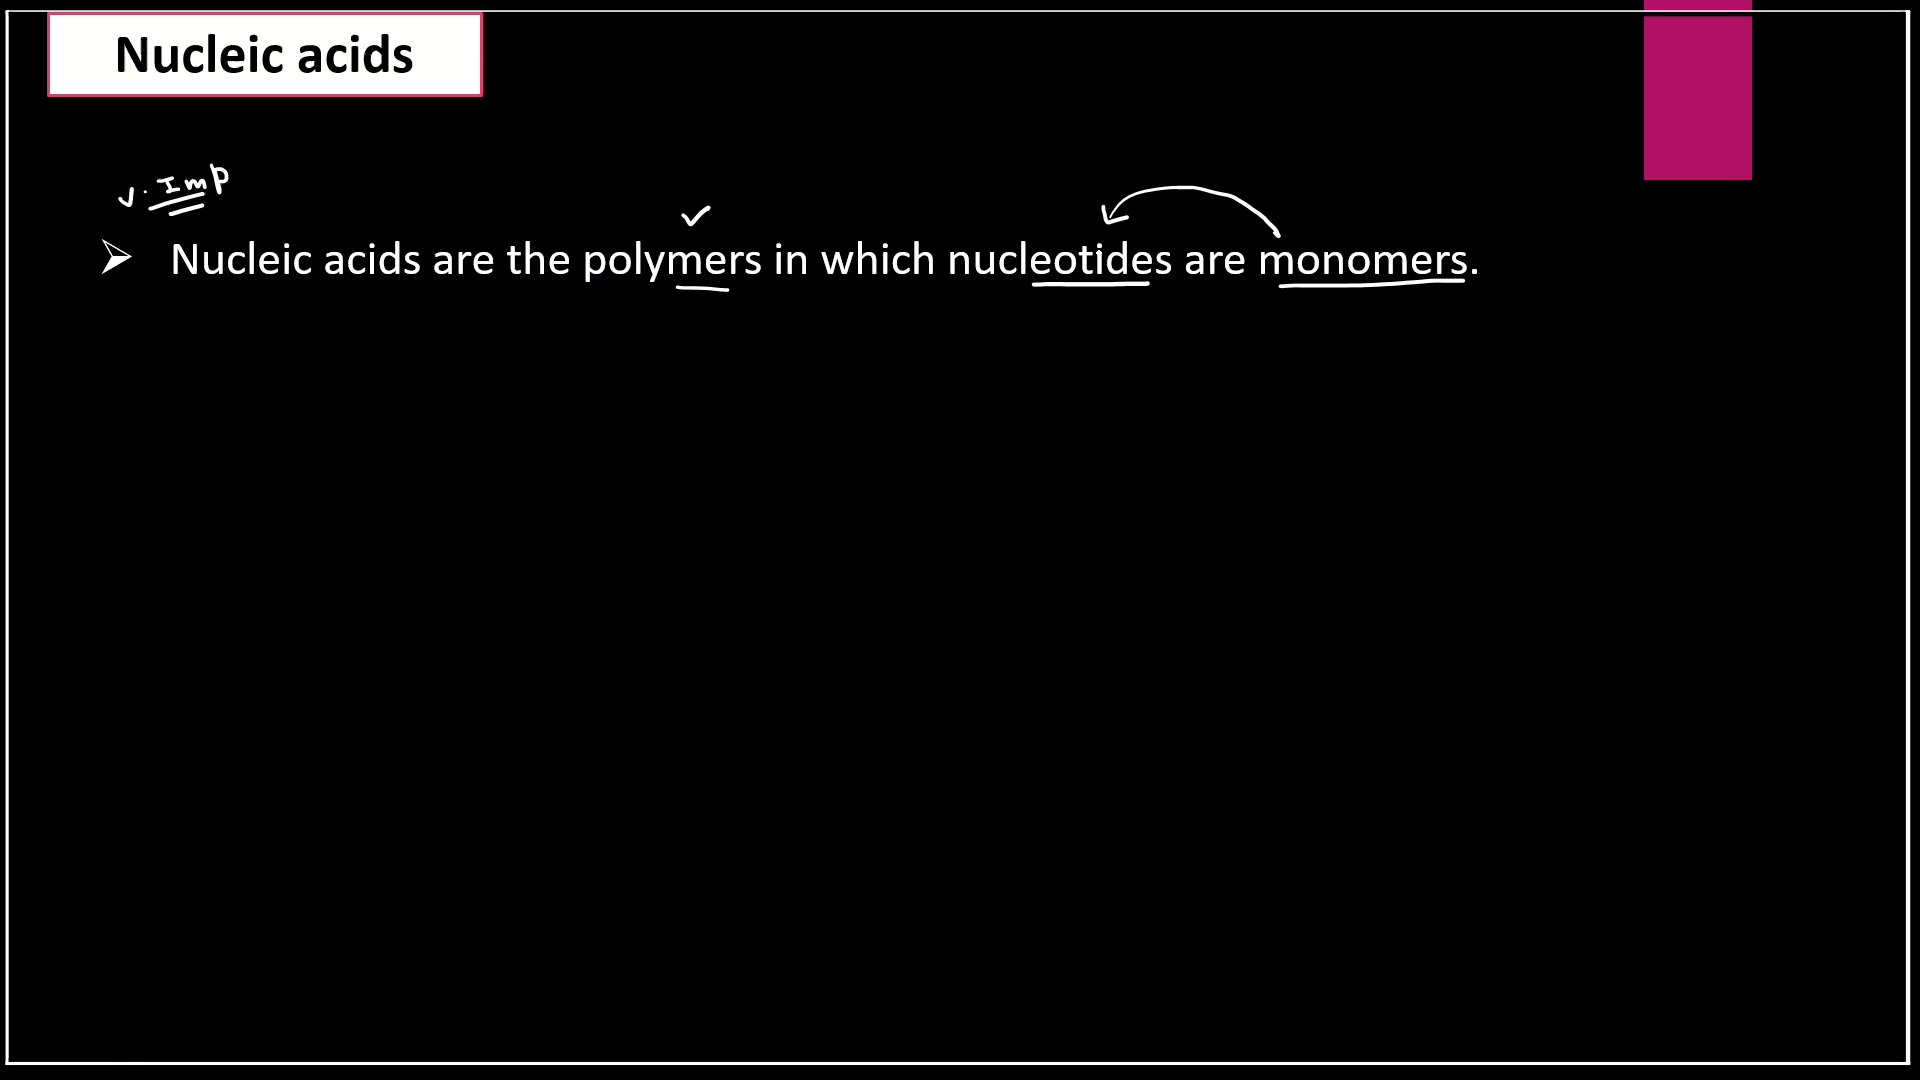 Nucleic acids
v. Imp
Nucleic acids are the polymers in which nucleotides are monomers.